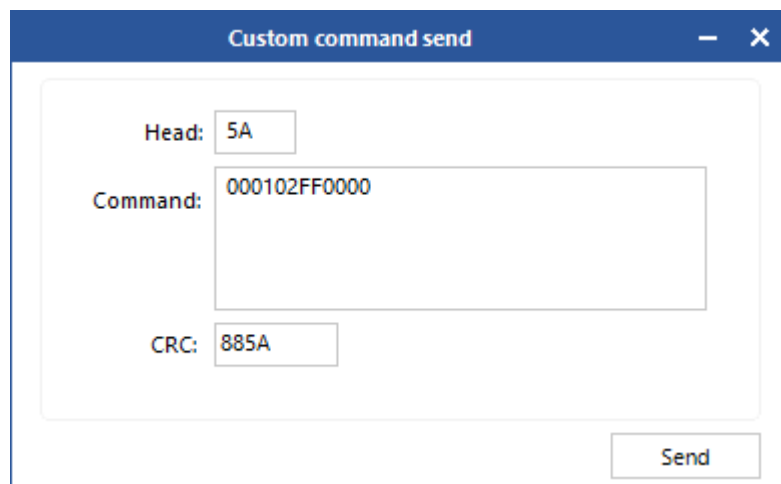 Custom command send
Head: 5A
Command: 000102FF0000
CRC: 885A
Send